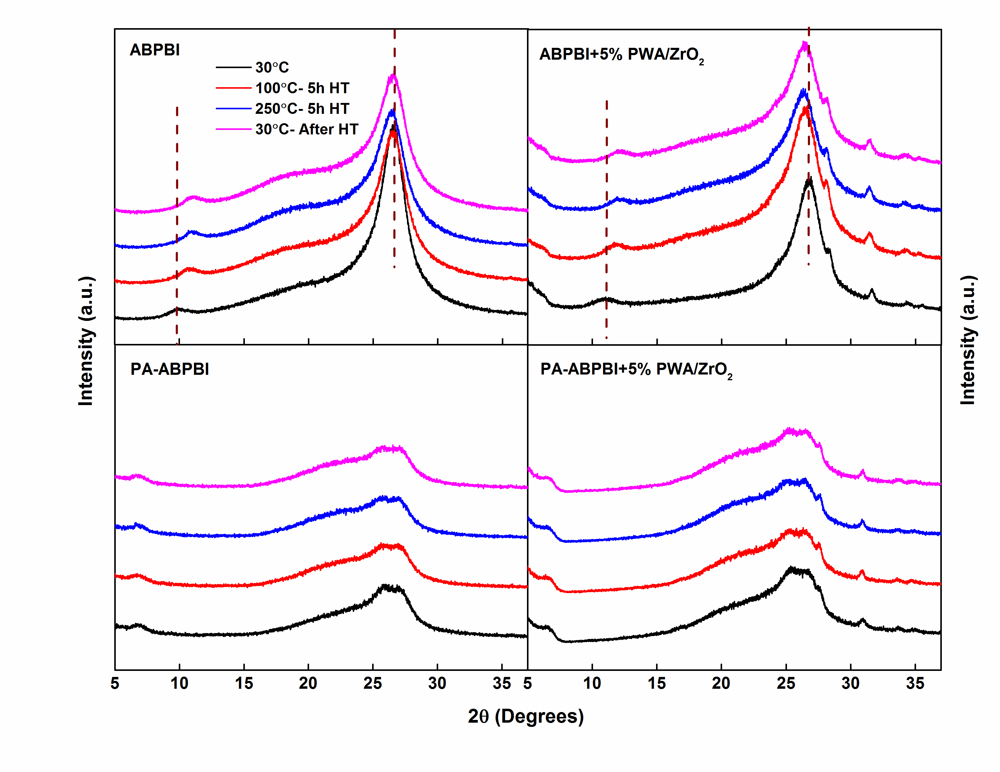 ABPBI
30°C
100°C- 5h HT
250°C- 5h HT
30°C- After HT
ABPBI+5% PWA/ZrO2
Intensity (a.u.)
Intensity (a.u.)
PA-ABPBI
PA-ABPBI+5% PWA/ZrO2
5 10 15 20 25 30 35 5 10 15 20 25 30 35
2θ (Degrees)